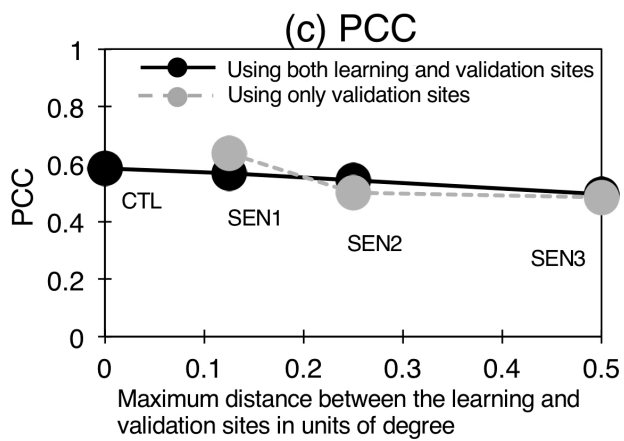 (c) PCC
1
Using both learning and validation sites
Using only validation sites
0.8
0.6
0.4
0.2
0
PCC
CTL
SEN1
SEN2
SEN3
0 0.1 0.2 0.3 0.4 0.5
Maximum distance between the learning and
validation sites in units of degree